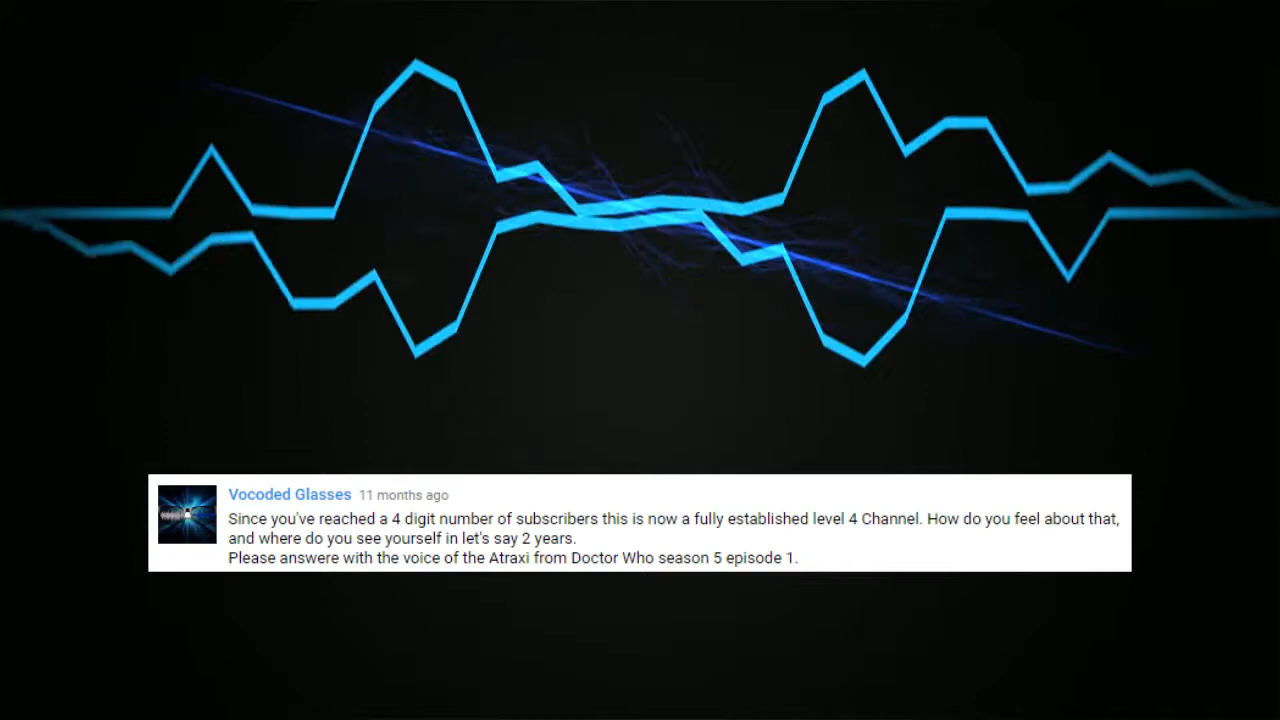 Vocoded Glasses 11 months ago
Since you've reached a 4 digit number of subscribers this is now a fully established level 4 Channel. How do you feel about that,
and where do you see yourself in let's say 2 years.
Please answere with the voice of the Atraxi from Doctor Who season 5 episode 1.